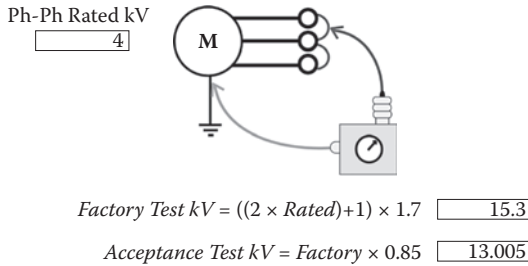 Ph-Ph Rated kV
4
M
Factory Test kV = ((2 × Rated)+1) × 1.7 15.3
Acceptance Test kV = Factory × 0.85 13.005